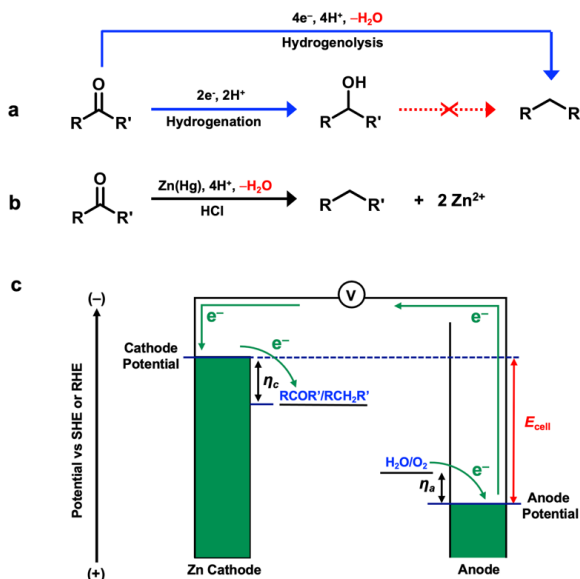 4e⁻, 4H⁺, –H₂O
Hydrogenolysis
a
O
R R'
2e⁻, 2H⁺
Hydrogenation
OH
R R'
R R
b
O
R R'
Zn(Hg), 4H⁺, –H₂O
HCl
R R'
+ 2 Zn²⁺
c
(–)
Potential vs SHE or RHE
(+)
V
e⁻
e⁻
Cathode
Potential
e⁻
ηc
RCOR'/RCH₂R'
Ecell
H₂O/O₂
e⁻
ηa
Anode
Potential
Zn Cathode
Anode